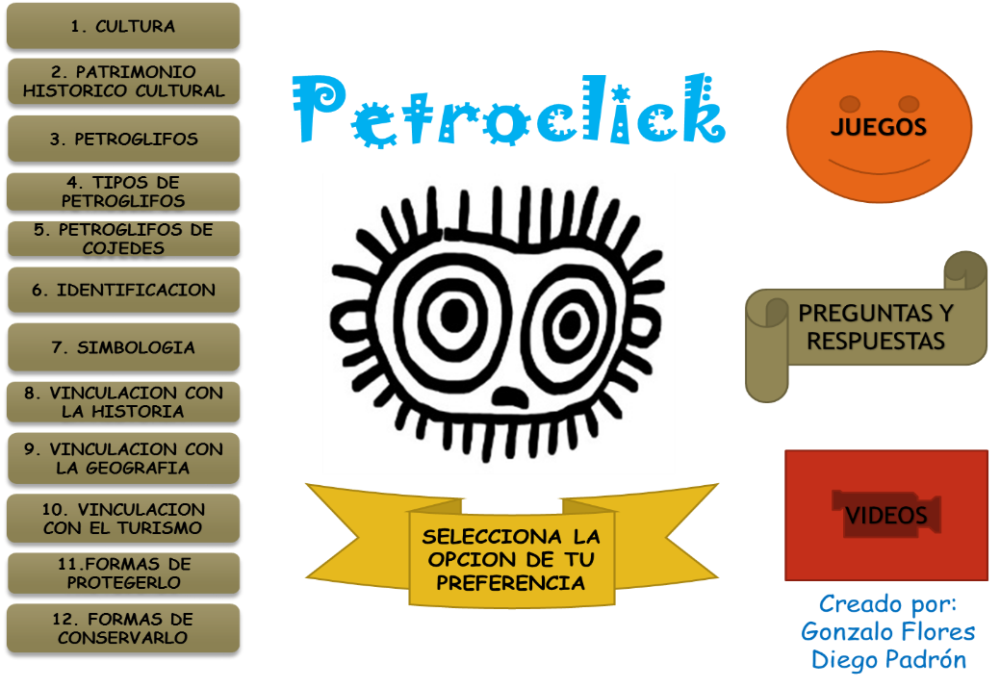 1. CULTURA
2. PATRIMONIO
HISTORICO CULTURAL
3. PETROGLIFOS
4. TIPOS DE
PETROGLIFOS
5. PETROGLIFOS DE
COJEDES
6. IDENTIFICACION
7. SIMBOLOGIA
8. VINCULACION CON
LA HISTORIA
9. VINCULACION CON
LA GEOGRAFIA
10. VINCULACION
CON EL TURISMO
11.FORMAS DE
PROTEGERLO
12. FORMAS DE
CONSERVARLO
Petroclick
SELECCIONA LA
OPCION DE TU
PREFERENCIA
JUEGOS
PREGUNTAS Y
RESPUESTAS
VIDEOS
Creado por:
Gonzalo Flores
Diego Padrón